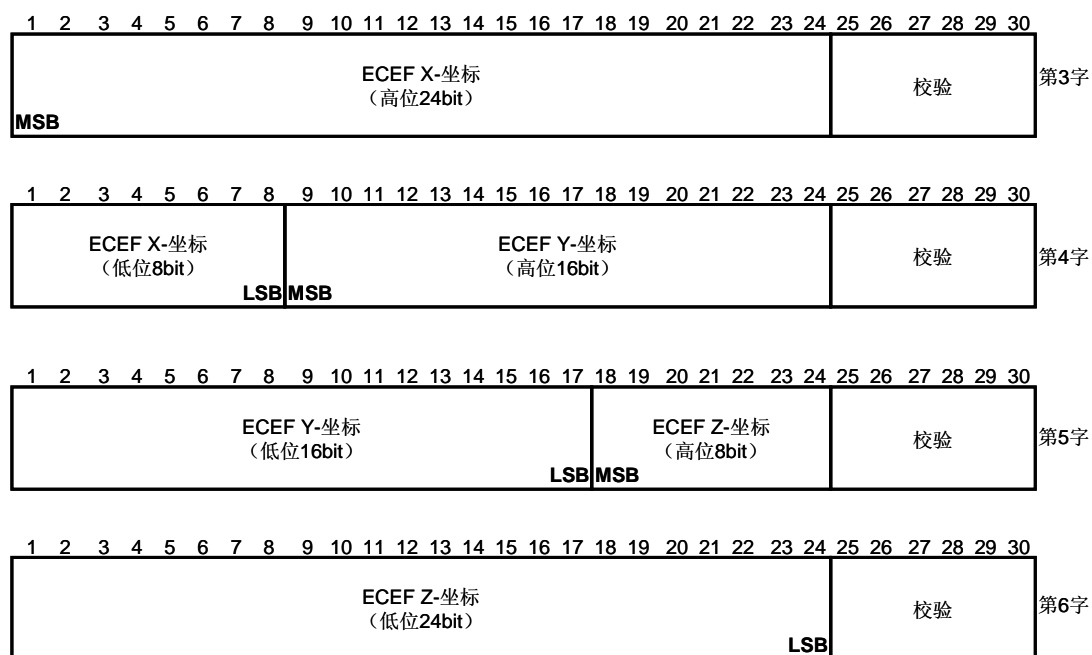 1 2 3 4 5 6 7 8 9 10 11 12 13 14 15 16 17 18 19 20 21 22 23 24 25 26 27 28 29 30
ECEF X-坐标
（高位24bit）
校验
第3字
MSB
1 2 3 4 5 6 7 8 9 10 11 12 13 14 15 16 17 18 19 20 21 22 23 24 25 26 27 28 29 30
ECEF X-坐标
（低位8bit）
LSB
ECEF Y-坐标
（高位16bit）
MSB
校验
第4字
1 2 3 4 5 6 7 8 9 10 11 12 13 14 15 16 17 18 19 20 21 22 23 24 25 26 27 28 29 30
ECEF Y-坐标
（低位16bit）
LSB
ECEF Z-坐标
（高位8bit）
MSB
校验
第5字
1 2 3 4 5 6 7 8 9 10 11 12 13 14 15 16 17 18 19 20 21 22 23 24 25 26 27 28 29 30
ECEF Z-坐标
（低位24bit）
LSB
校验
第6字